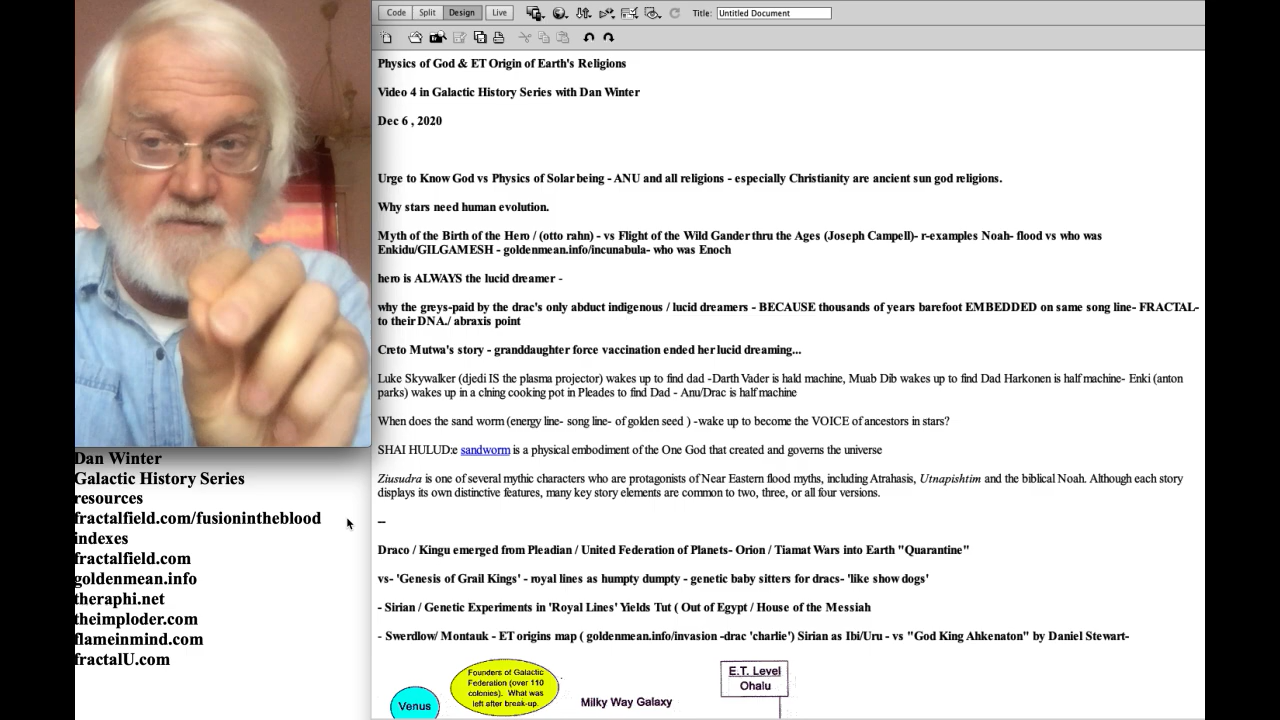 Code Split Design Live Title: Untitled Document
Physics of God & ET Origin of Earth's Religions
Video 4 in Galactic History Series with Dan Winter
Dec 6 , 2020
Urge to Know God vs Physics of Solar being - ANU and all religions - especially Christianity are ancient sun god religions.
Why stars need human evolution.
Myth of the Birth of the Hero / (otto rahn) - vs Flight of the Wild Gander thru the Ages (Joseph Campell)- r-examples Noah- flood vs who was
Enkidu/GILGAMESH - goldenmean.info/incunabula- who was Enoch
hero is ALWAYS the lucid dreamer -
why the greys-paid by the drac's only abduct indigenous / lucid dreamers - BECAUSE thousands of years barefoot EMBEDDED on same song line- FRACTAL-
to their DNA./ abraxis point
Creto Mutwa's story - granddaughter force vaccination ended her lucid dreaming...
Luke Skywalker (djedi IS the plasma projector) wakes up to find dad -Darth Vader is hald machine, Muab Dib wakes up to find Dad Harkonen is half machine- Enki (anton
parks) wakes up in a clning cooking pot in Pleades to find Dad - Anu/Drac is half machine
When does the sand worm (energy line- song line- of golden seed ) -wake up to become the VOICE of ancestors in stars?
SHAI HULUD:e sandworm is a physical embodiment of the One God that created and governs the universe
Ziusudra is one of several mythic characters who are protagonists of Near Eastern flood myths, including Atrahasis, Utnapishtim and the biblical Noah. Although each story
displays its own distinctive features, many key story elements are common to two, three, or all four versions.
--
Draco / Kingu emerged from Pleadian / United Federation of Planets- Orion / Tiamat Wars into Earth "Quarantine"
vs- 'Genesis of Grail Kings' - royal lines as humpty dumpty - genetic baby sitters for dracs- 'like show dogs'
- Sirian / Genetic Experiments in 'Royal Lines' Yields Tut ( Out of Egypt / House of the Messiah
- Swerdlow/ Montauk - ET origins map ( goldenmean.info/invasion -drac 'charlie') Sirian as Ibi/Uru - vs "God King Ahkenaton" by Daniel Stewart-
Founders of Galactic
Federation (over 110
colonies). What was
left after break-up.
Venus
Milky Way Galaxy
E.T. Level
Ohalu
Dan Winter
Galactic History Series
resources
fractalfield.com/fusionintheblood
indexes
fractalfield.com
goldenmean.info
theraphi.net
theimploder.com
flameinmind.com
fractalU.com